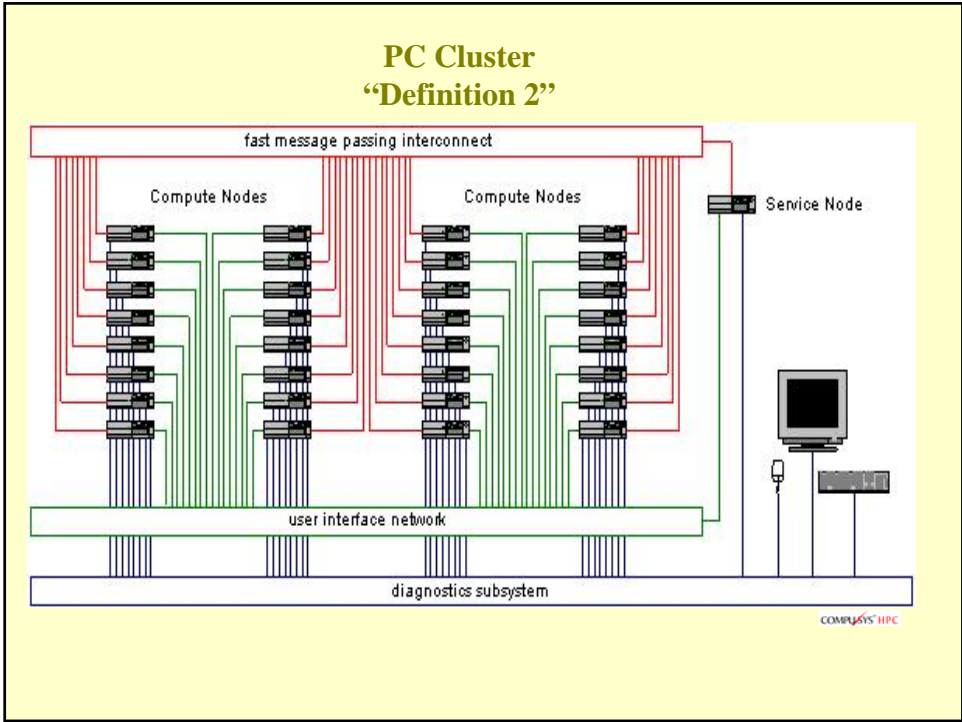 PC Cluster
“Definition 2”
fast message passing interconnect
Compute Nodes
Compute Nodes
Service Node
user interface network
diagnostics subsystem
COMPUSYS HPC